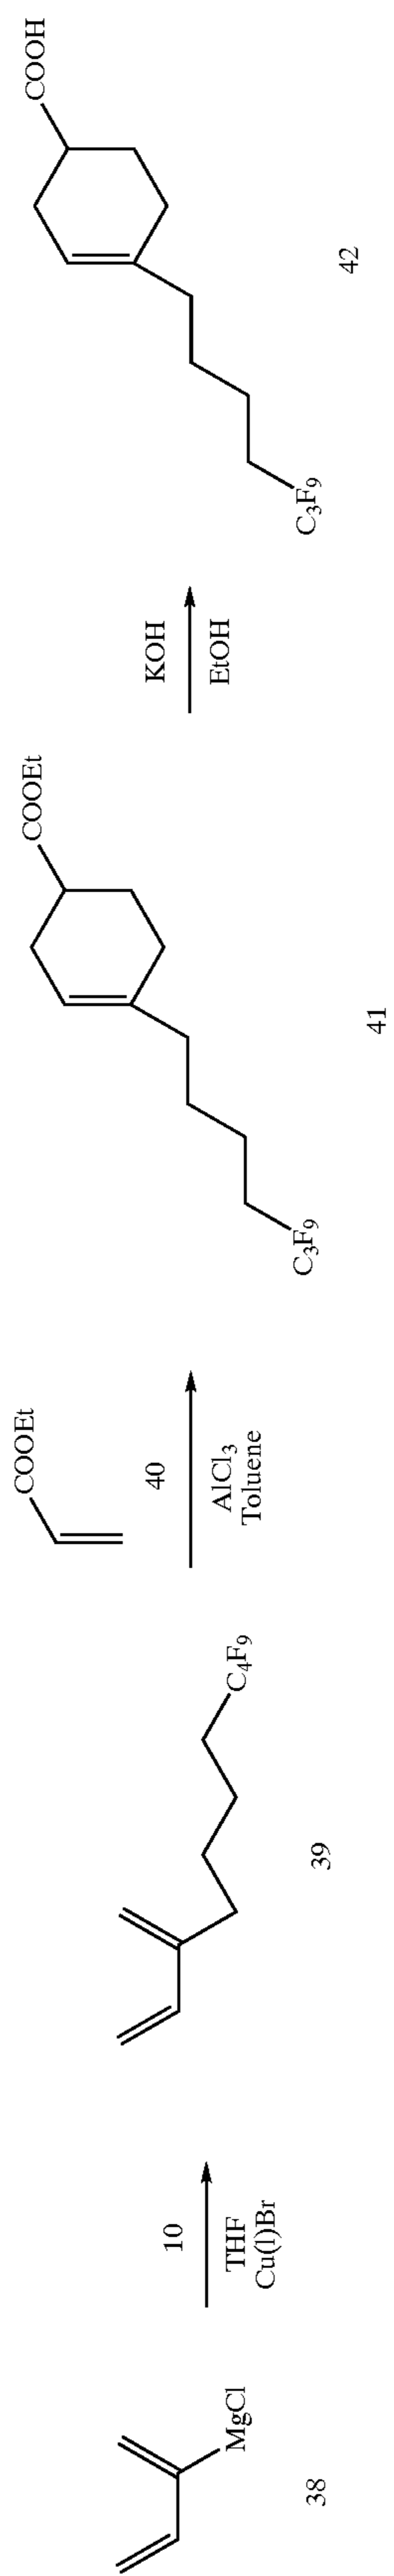 MgCl
38
10
THF
Cu(l)Br
C4F9
39
COOEt
40
AlCl3
Toluene
COOEt
C3F9
41
KOH
EtOH
COOH
C3F9
42